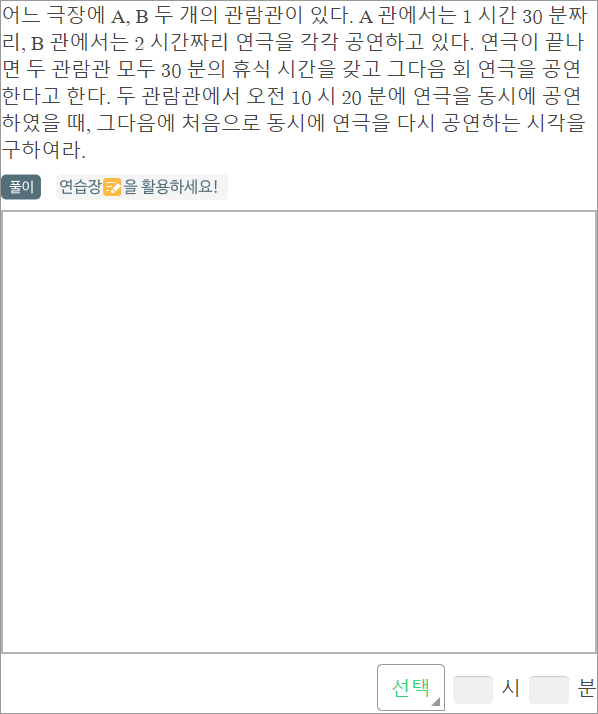 어느 극장에 A, B 두 개의 관람관이 있다. A 관에서는 1 시간 30 분짜
리, B 관에서는 2 시간짜리 연극을 각각 공연하고 있다. 연극이 끝나
면 두 관람관 모두 30 분의 휴식 시간을 갖고 그다음 회 연극을 공연
한다고 한다. 두 관람관에서 오전 10 시 20 분에 연극을 동시에 공연
하였을 때, 그다음에 처음으로 동시에 연극을 다시 공연하는 시각을
구하여라.
풀이 연습장을 활용하세요!
선택 시 분